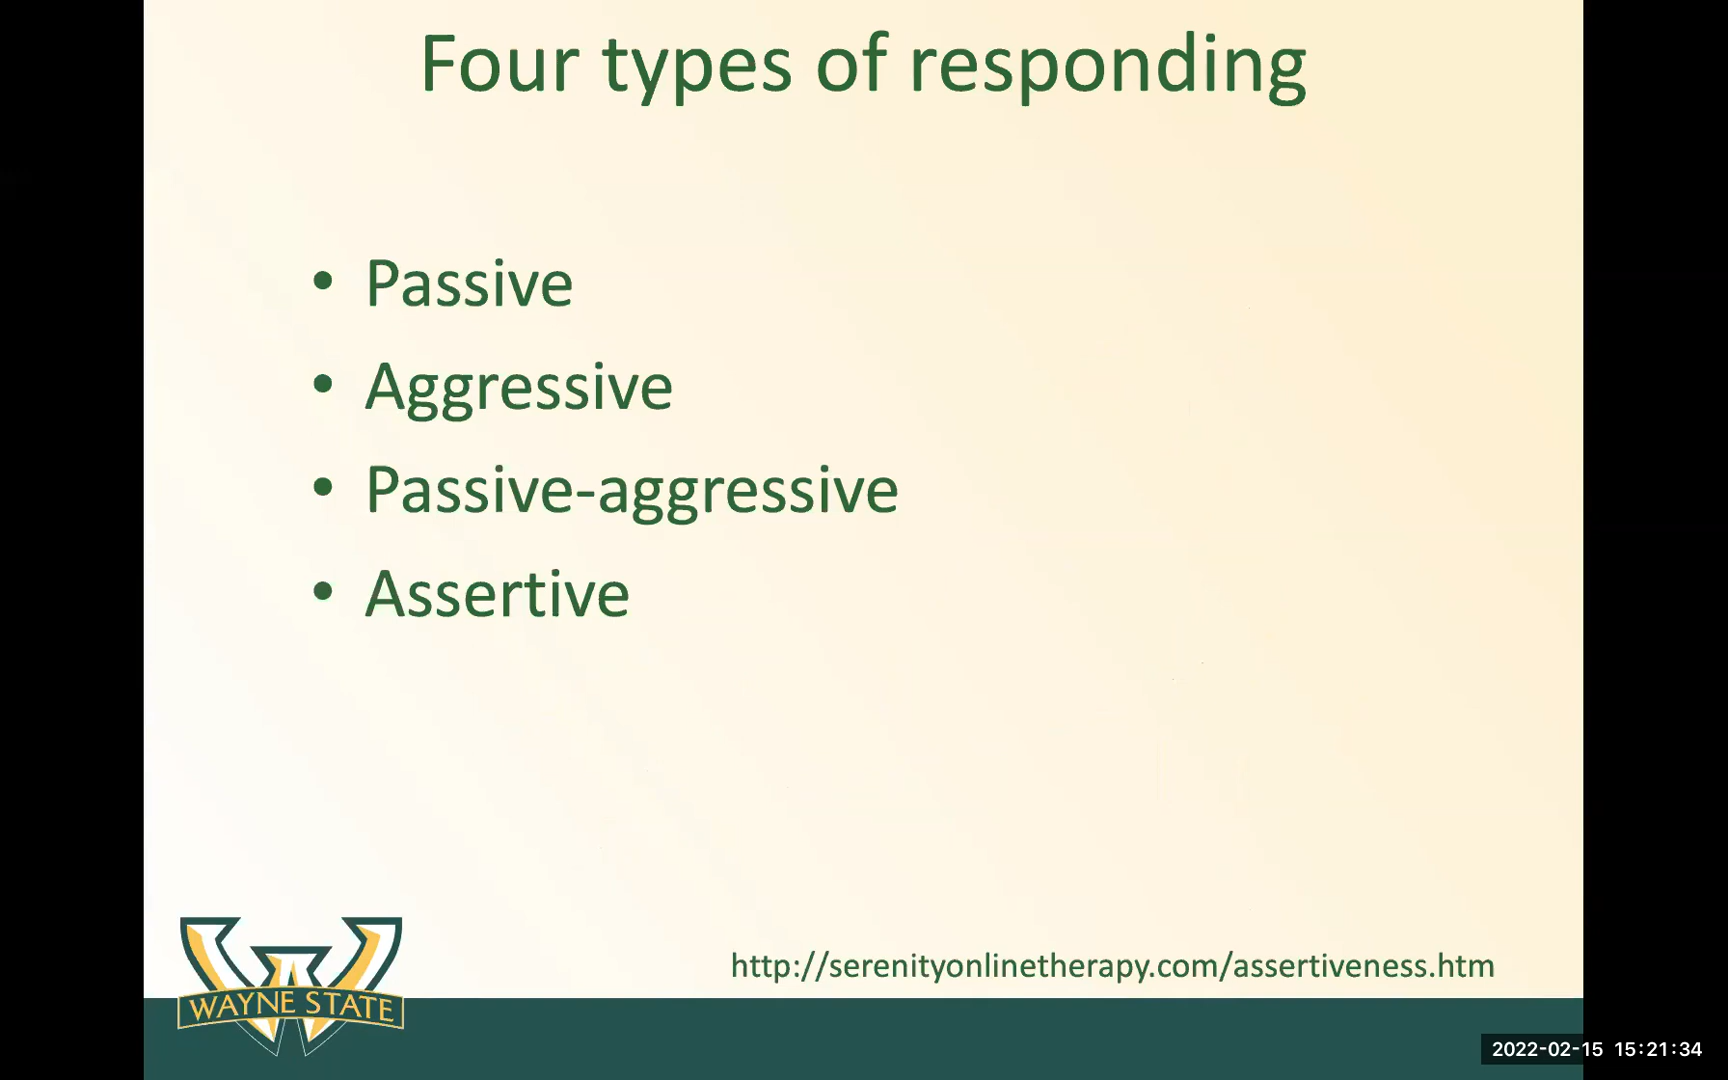 Four types of responding
• Passive
• Aggressive
• Passive-aggressive
• Assertive
http://serenityonlinetherapy.com/assertiveness.htm
WAYNE STATE
2022-02-15 15:21:34